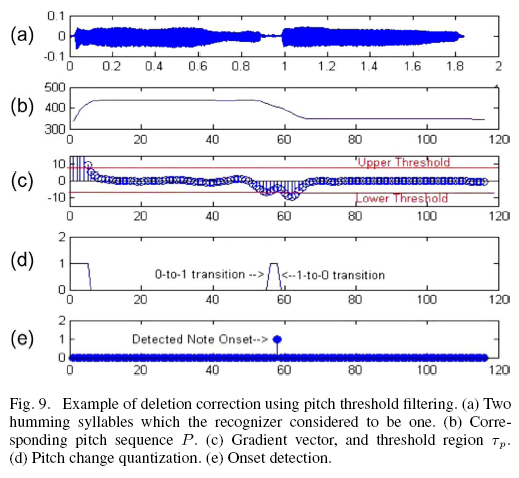 (a)
0.1
0
-0.1
0 0.2 0.4 0.6 0.8 1 1.2 1.4 1.6 1.8 2
(b)
500
400
300
0 20 40 60 80 100 120
(c)
10
0
-10
Upper Threshold
Lower Threshold
0 20 40 60 80 100 120
(d)
2
1
0
0-to-1 transition --> <--1-to-0 transition
0 20 40 60 80 100 120
(e)
2
1
0
Detected Note Onset-->
0 20 40 60 80 100 120
Fig. 9. Example of deletion correction using pitch threshold filtering. (a) Two
humming syllables which the recognizer considered to be one. (b) Corre-
sponding pitch sequence P. (c) Gradient vector, and threshold region τp.
(d) Pitch change quantization. (e) Onset detection.